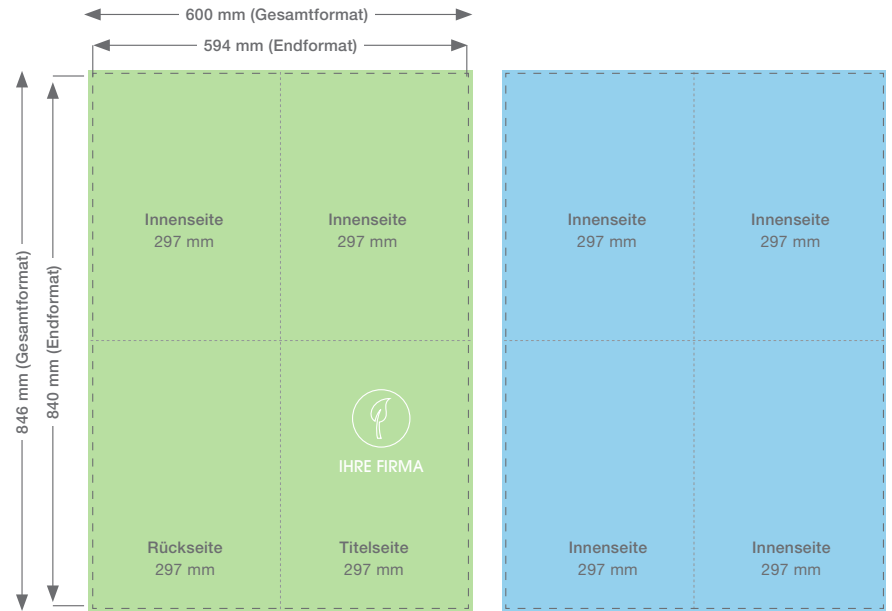 600 mm (Gesamtformat)
594 mm (Endformat)
846 mm (Gesamtformat)
840 mm (Endformat)
Innenseite
297 mm
Innenseite
297 mm
Innenseite
297 mm
Innenseite
297 mm
IHRE FIRMA
Rückseite
297 mm
Titelseite
297 mm
Innenseite
297 mm
Innenseite
297 mm